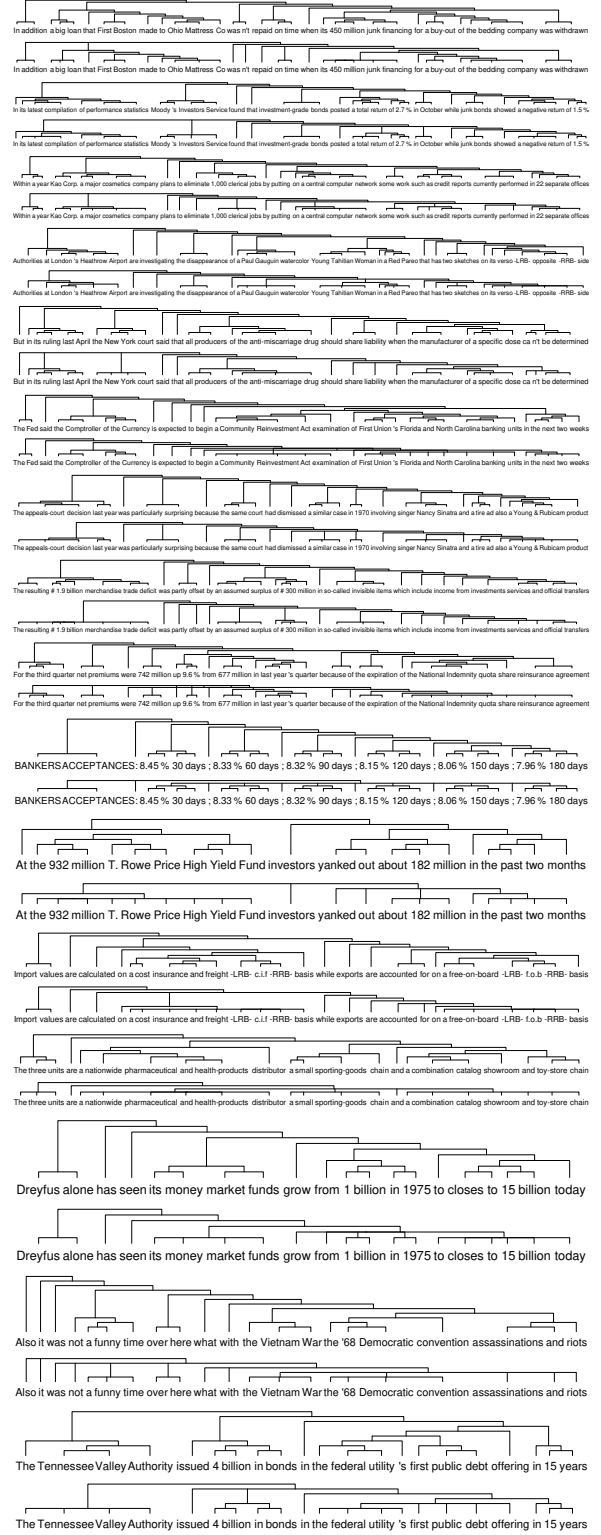 In addition a big loan that First Boston made to Ohio Mattress Co was n't repaid on time when its 450 million junk financing for a buy-out of the bedding company was withdrawn
In addition a big loan that First Boston made to Ohio Mattress Co was n't repaid on time when its 450 million junk financing for a buy-out of the bedding company was withdrawn
In its latest compilation of performance statistics Moody 's Investors Service found that investment-grade bonds posted a total return of 2.7 % in October while junk bonds showed a negative return of 1.5 %
In its latest compilation of performance statistics Moody 's Investors Service found that investment-grade bonds posted a total return of 2.7 % in October while junk bonds showed a negative return of 1.5 %
Within a year Kao Corp. a major cosmetics company plans to eliminate 1,000 clerical jobs by putting on a central computer network some work such as credit reports currently performed in 22 separate offices
Within a year Kao Corp. a major cosmetics company plans to eliminate 1,000 clerical jobs by putting on a central computer network some work such as credit reports currently performed in 22 separate offices
Authorities at London 's Heathrow Airport are investigating the disappearance of a Paul Gauguin watercolor Young Tahitian Woman in a Red Pareo that has two sketches on its verso -LRB- opposite -RRB- side
Authorities at London 's Heathrow Airport are investigating the disappearance of a Paul Gauguin watercolor Young Tahitian Woman in a Red Pareo that has two sketches on its verso -LRB- opposite -RRB- side
But in its ruling last April the New York court said that all producers of the anti-miscarriage drug should share liability when the manufacturer of a specific dose ca n't be determined
But in its ruling last April the New York court said that all producers of the anti-miscarriage drug should share liability when the manufacturer of a specific dose ca n't be determined
The Fed said the Comptroller of the Currency is expected to begin a Community Reinvestment Act examination of First Union 's Florida and North Carolina banking units in the next two weeks
The Fed said the Comptroller of the Currency is expected to begin a Community Reinvestment Act examination of First Union 's Florida and North Carolina banking units in the next two weeks
The appeals-court decision last year was particularly surprising because the same court had dismissed a similar case in 1970 involving singer Nancy Sinatra and a tire ad also a Young & Rubicam product
The appeals-court decision last year was particularly surprising because the same court had dismissed a similar case in 1970 involving singer Nancy Sinatra and a tire ad also a Young & Rubicam product
The resulting # 1.9 billion merchandise trade deficit was partly offset by an assumed surplus of # 300 million in so-called invisible items which include income from investments services and official transfers
The resulting # 1.9 billion merchandise trade deficit was partly offset by an assumed surplus of # 300 million in so-called invisible items which include income from investments services and official transfers
For the third quarter net premiums were 742 million up 9.6 % from 677 million in last year 's quarter because of the expiration of the National Indemnity quota share reinsurance agreement
For the third quarter net premiums were 742 million up 9.6 % from 677 million in last year 's quarter because of the expiration of the National Indemnity quota share reinsurance agreement
BANKERS ACCEPTANCES: 8.45 % 30 days ; 8.33 % 60 days ; 8.32 % 90 days ; 8.15 % 120 days ; 8.06 % 150 days ; 7.96 % 180 days
BANKERS ACCEPTANCES: 8.45 % 30 days ; 8.33 % 60 days ; 8.32 % 90 days ; 8.15 % 120 days ; 8.06 % 150 days ; 7.96 % 180 days
At the 932 million T. Rowe Price High Yield Fund investors yanked out about 182 million in the past two months
At the 932 million T. Rowe Price High Yield Fund investors yanked out about 182 million in the past two months
Import values are calculated on a cost insurance and freight -LRB- c.i.f -RRB- basis while exports are accounted for on a free-on-board -LRB- f.o.b -RRB- basis
Import values are calculated on a cost insurance and freight -LRB- c.i.f -RRB- basis while exports are accounted for on a free-on-board -LRB- f.o.b -RRB- basis
The three units are a nationwide pharmaceutical and health-products distributor a small sporting-goods chain and a combination catalog showroom and toy-store chain
The three units are a nationwide pharmaceutical and health-products distributor a small sporting-goods chain and a combination catalog showroom and toy-store chain
Dreyfus alone has seen its money market funds grow from 1 billion in 1975 to closes to 15 billion today
Dreyfus alone has seen its money market funds grow from 1 billion in 1975 to closes to 15 billion today
Also it was not a funny time over here what with the Vietnam War the '68 Democratic convention assassinations and riots
Also it was not a funny time over here what with the Vietnam War the '68 Democratic convention assassinations and riots
The Tennessee Valley Authority issued 4 billion in bonds in the federal utility 's first public debt offering in 15 years
The Tennessee Valley Authority issued 4 billion in bonds in the federal utility 's first public debt offering in 15 years